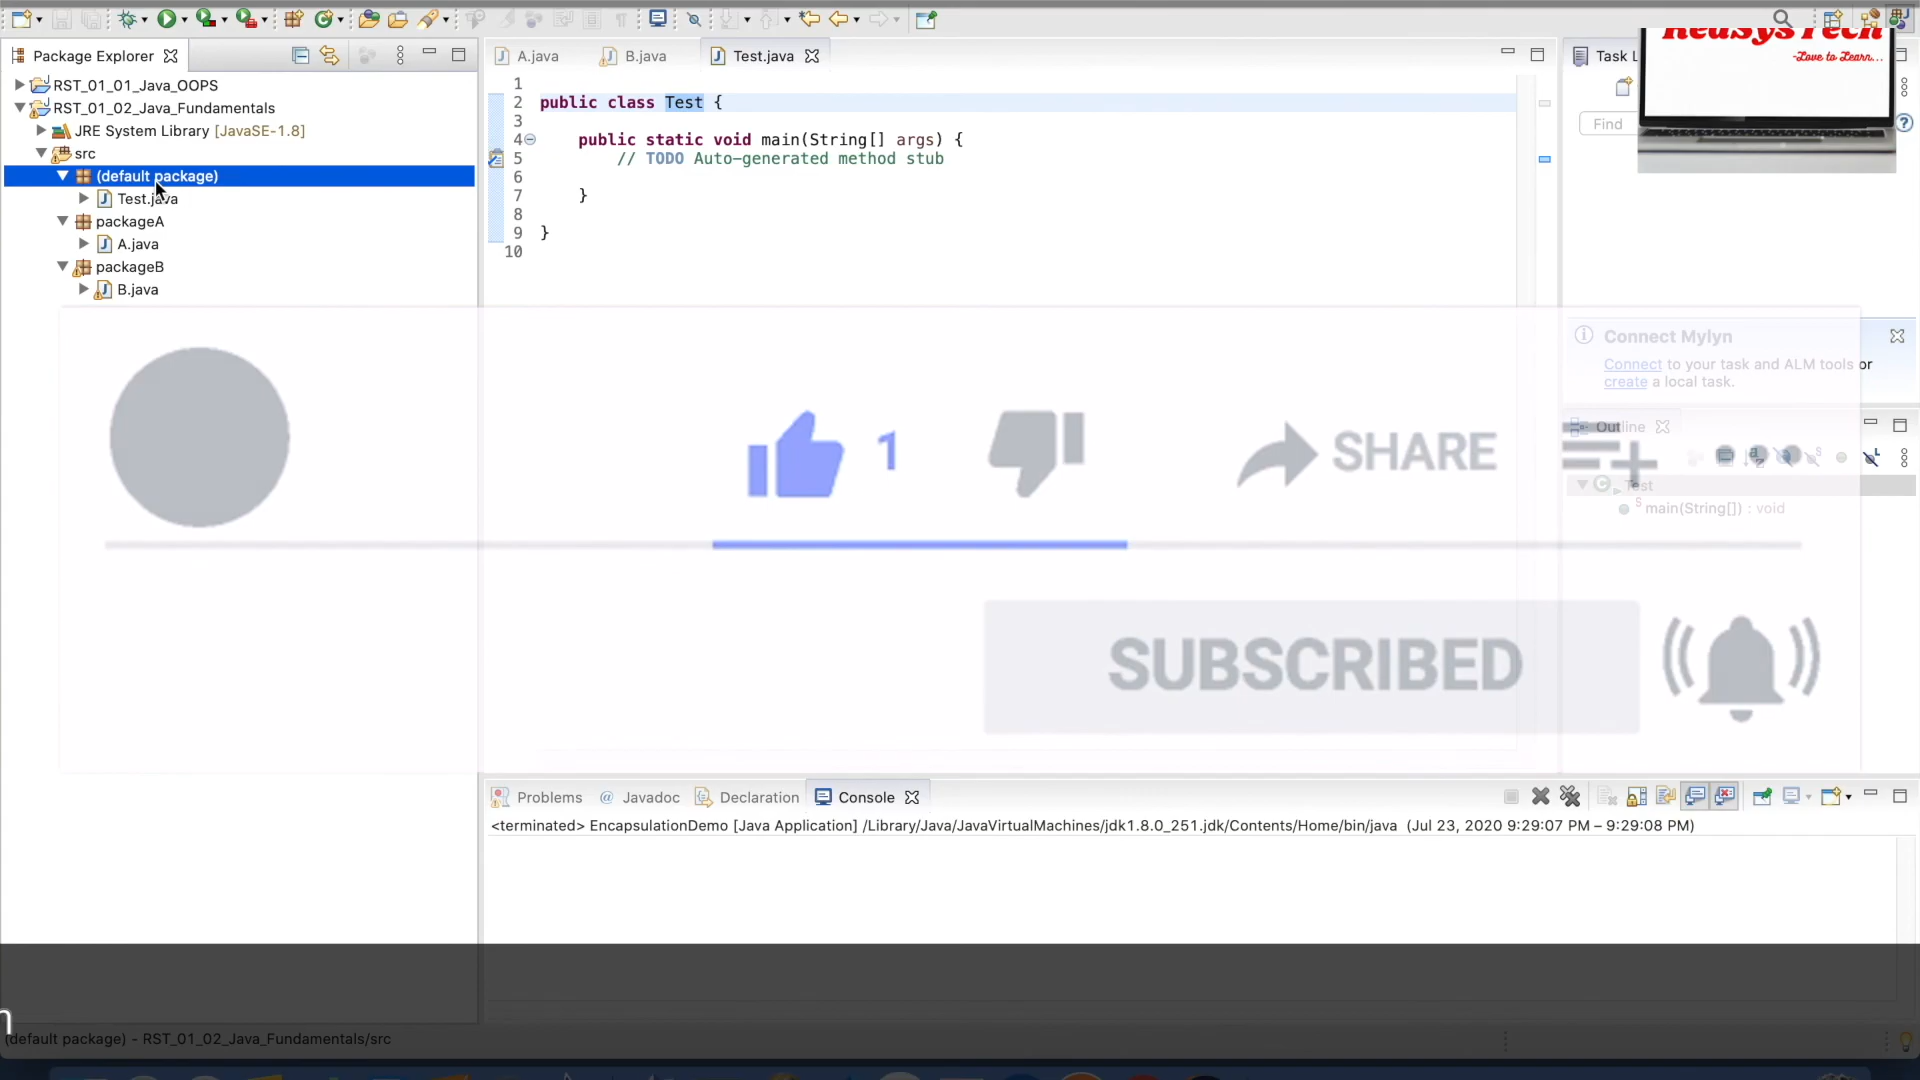 Package Explorer
A.java
B.java
Test.java
Task L
RedSysTech
-Love to Learn...
RST_01_01_Java_OOPS
RST_01_02_Java_Fundamentals
JRE System Library [JavaSE-1.8]
src
(default package)
Test.java
packageA
A.java
packageB
B.java
1
2 public class Test {
3
4 public static void main(String[] args) {
5 // TODO Auto-generated method stub
6
7 }
8
9 }
10
Find
Connect Mylyn
Connect to your task and ALM tools or
create a local task.
Outline
Test
main(String[]) : void
1
SHARE
SUBSCRIBED
Problems
@ Javadoc
Declaration
Console
<terminated> EncapsulationDemo [Java Application] /Library/Java/JavaVirtualMachines/jdk1.8.0_251.jdk/Contents/Home/bin/java (Jul 23, 2020 9:29:07 PM – 9:29:08 PM)
(default package) - RST_01_02_Java_Fundamentals/src